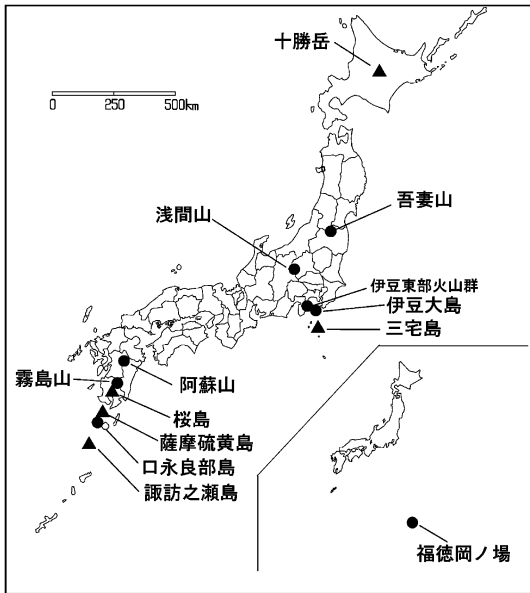 十勝岳
0 250 500km
吾妻山
浅間山
伊豆東部火山群
伊豆大島
三宅島
霧島山
阿蘇山
桜島
薩摩硫黄島
口永良部島
諏訪之瀬島
福徳岡ノ場